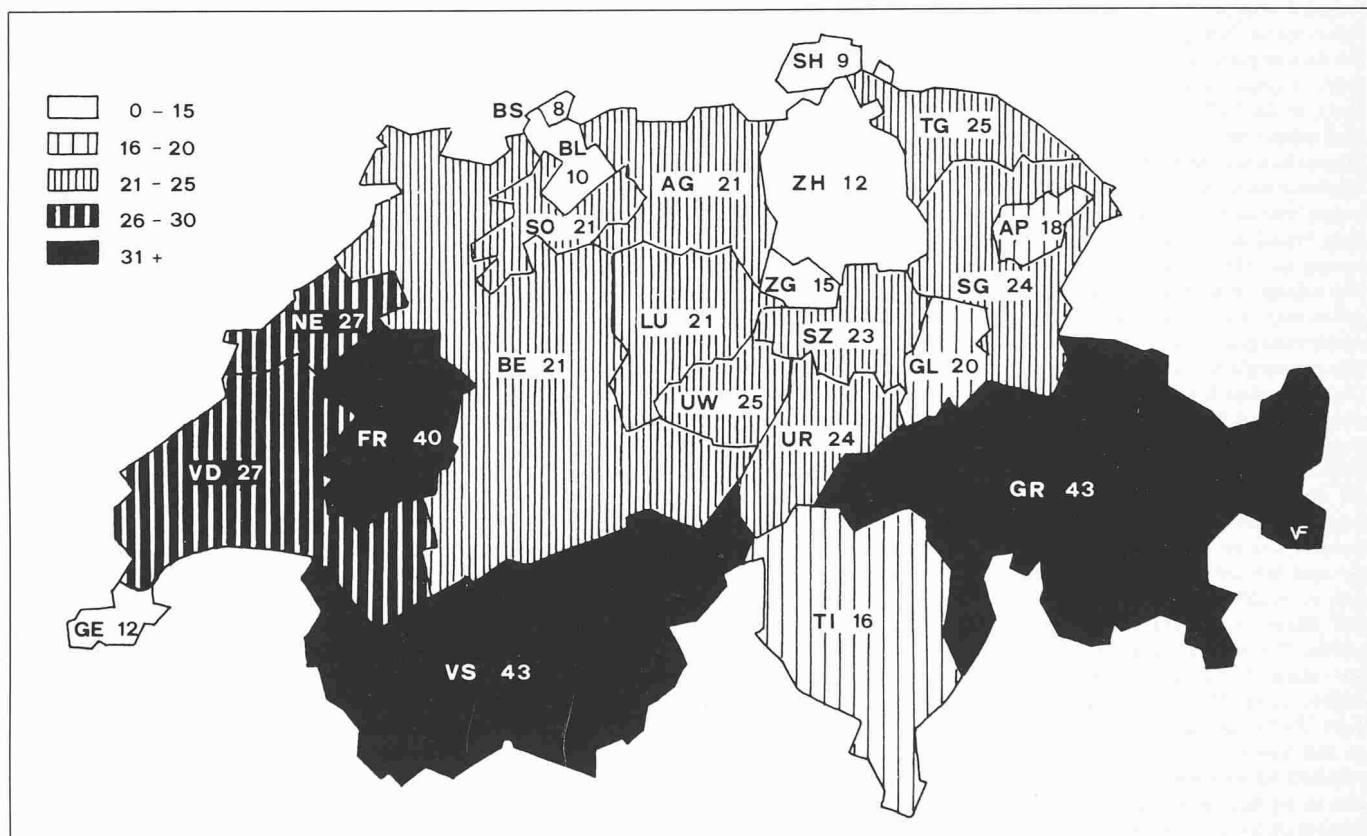 0 - 15
16 - 20
21 - 25
26 - 30
31 +
SH 9
BS 8
BL 10
TG 25
AG 21
ZH 12
SO 21
AP 18
ZG 15
SG 24
NE 27
LU 21
SZ 23
BE 21
GL 20
UW 25
FR 40
UR 24
VD 27
GR 43
VF
GE 12
TI 16
VS 43